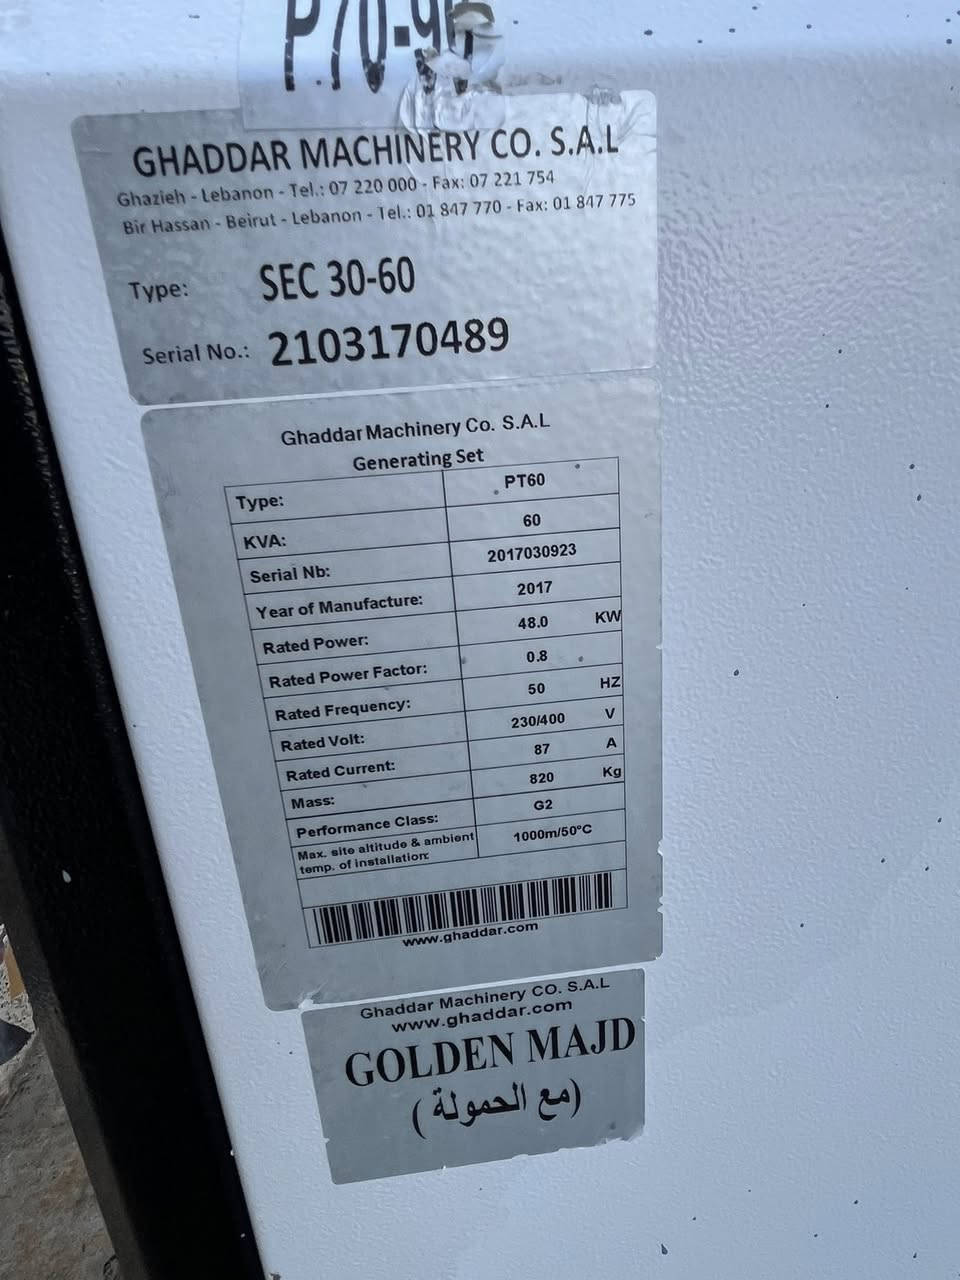 P.70-96
GHADDAR MACHINERY CO. S.A.L
Ghazieh - Lebanon - Tel.: 07 220 000 - Fax: 07 221 754
Bir Hassan - Beirut - Lebanon - Tel.: 01 847 770 - Fax: 01 847 775
Type: SEC 30-60
Serial No.: 2103170489
Ghaddar Machinery Co. S.A.L
Generating Set
Type: PT60
KVA: 60
Serial Nb: 2017030923
Year of Manufacture: 2017
Rated Power: 48.0 KW
Rated Power Factor: 0.8
Rated Frequency: 50 HZ
Rated Volt: 230/400 V
Rated Current: 87 A
Mass: 820 Kg
Performance Class: G2
Max. site altitude & ambient
temp. of installation: 1000m/50°C
www.ghaddar.com
Ghaddar Machinery CO. S.A.L
www.ghaddar.com
GOLDEN MAJD
(مع الحمولة)